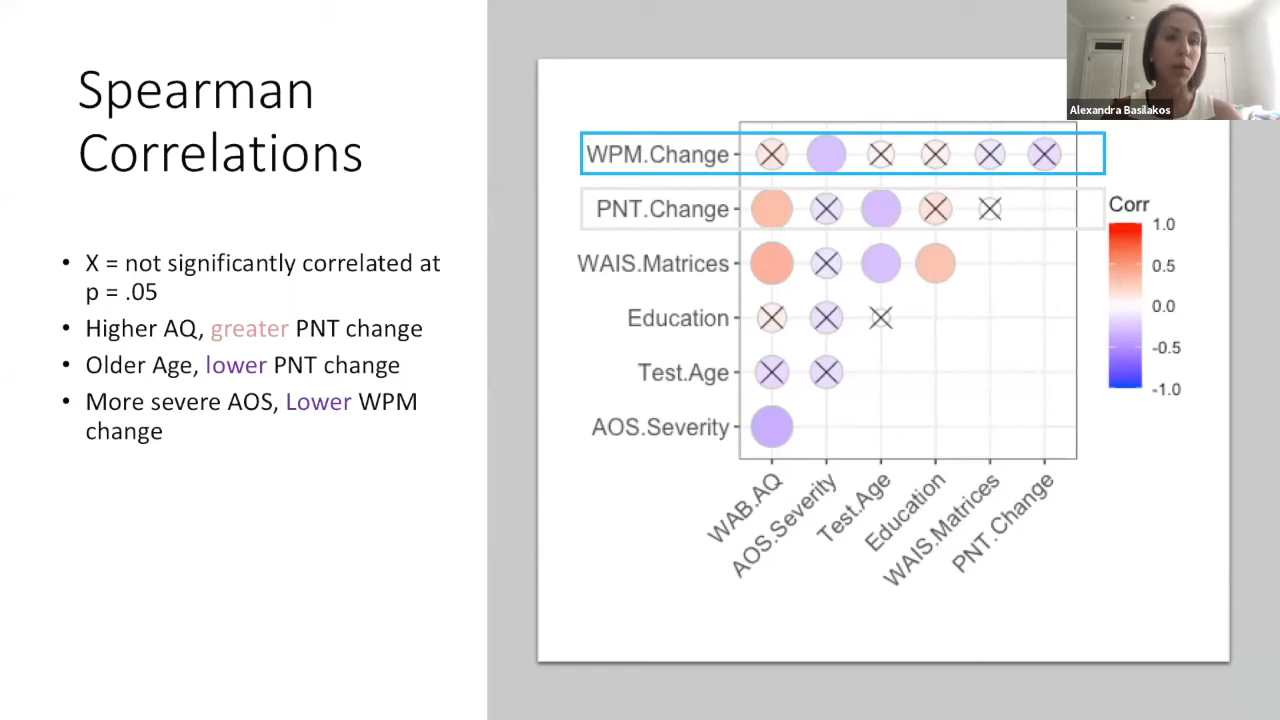 Spearman
Correlations
• X = not significantly correlated at
p = .05
• Higher AQ, greater PNT change
• Older Age, lower PNT change
• More severe AOS, Lower WPM
change
Alexandra Basilakos
WPM.Change
PNT.Change
WAIS.Matrices
Education
Test.Age
AOS.Severity
WAB.AQ
AOS.Severity
Test.Age
Education
WAIS.Matrices
PNT.Change
Corr
1.0
0.5
0.0
-0.5
-1.0